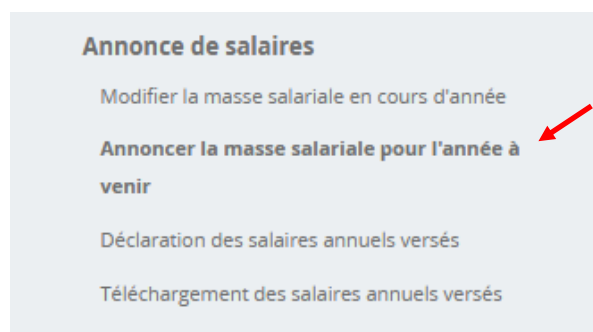 Annonce de salaires
Modifier la masse salariale en cours d'année
Annoncer la masse salariale pour l'année à
venir
Déclaration des salaires annuels versés
Téléchargement des salaires annuels versés